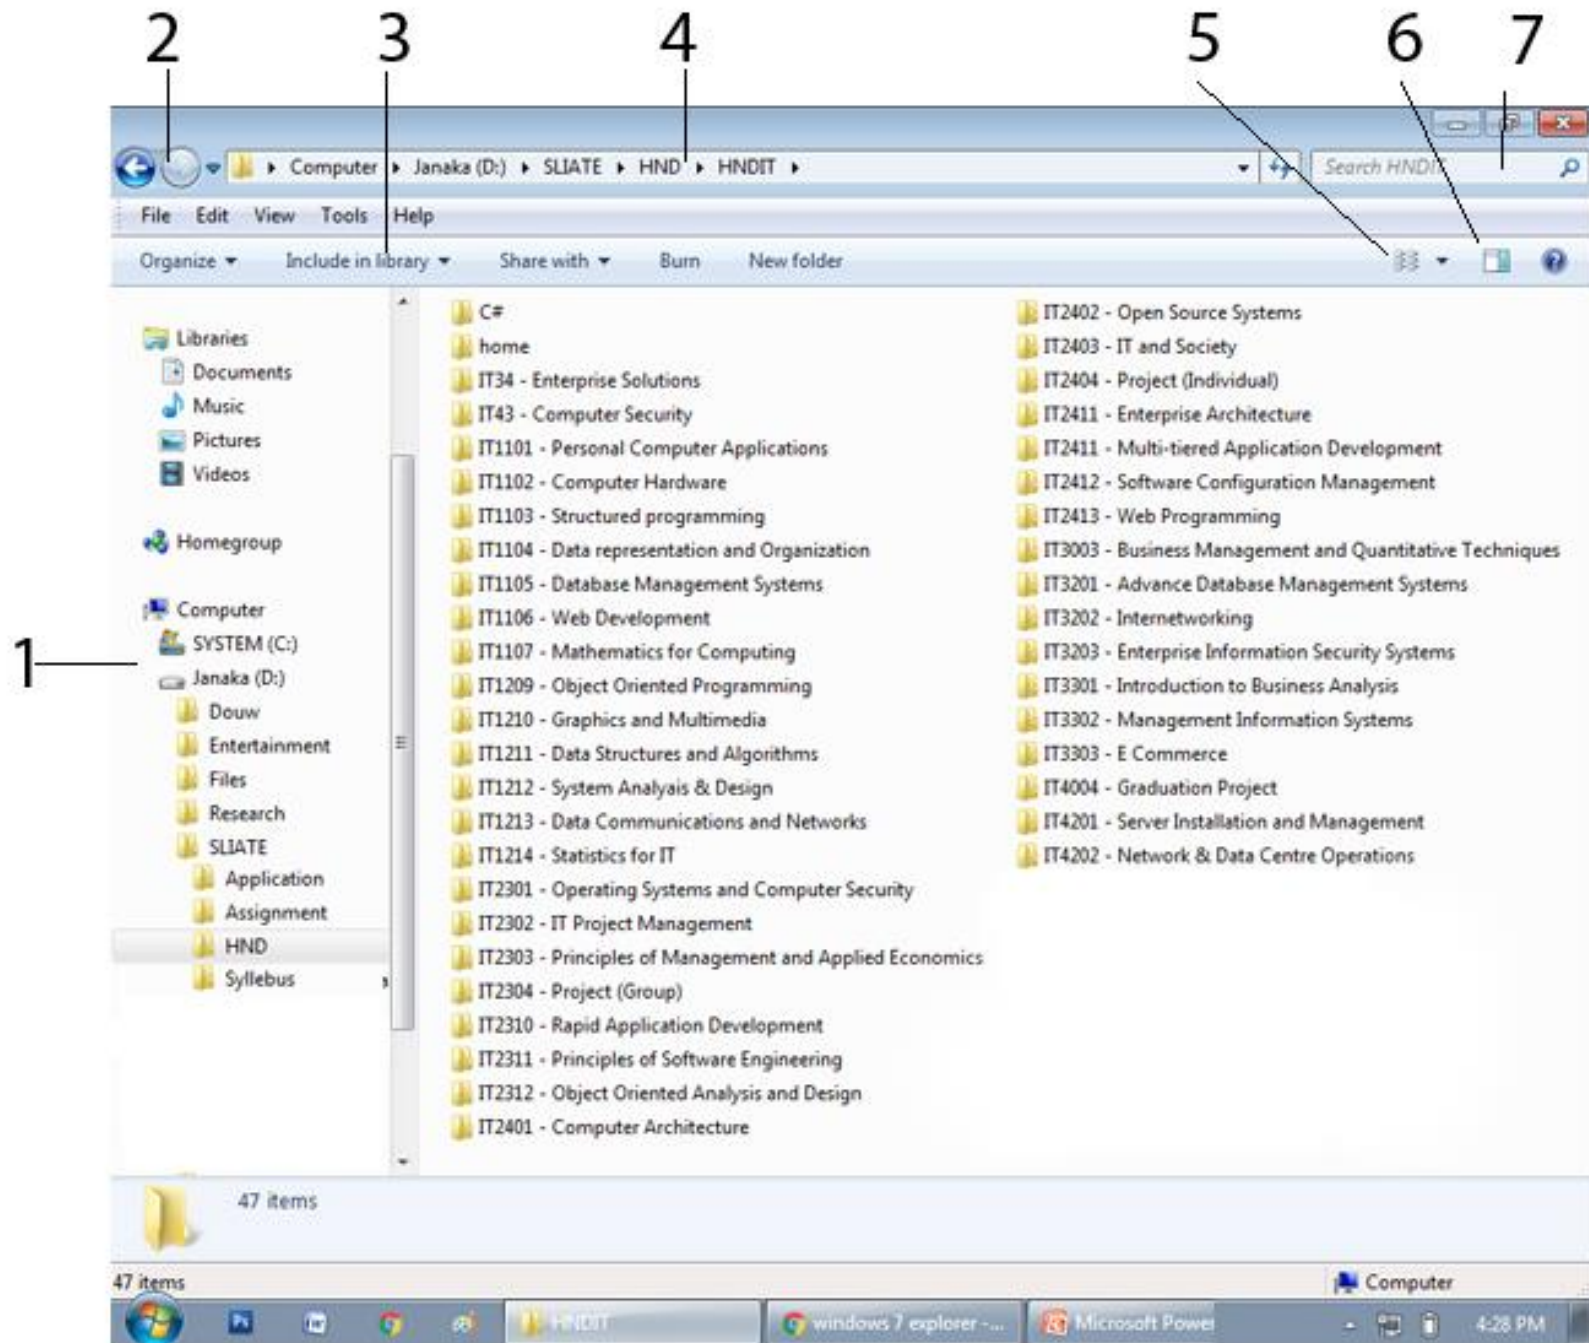 2 3 4 5 6 7
Computer Janaka (D:) SLIATE HND HNDIT
Search HNDIT
File Edit View Tools Help
Organize Include in library Share with Burn New folder
Libraries
Documents
Music
Pictures
Videos
Homegroup
Computer
1
SYSTEM (C:)
Janaka (D:)
Douw
Entertainment
Files
Research
SLIATE
Application
Assignment
HND
Syllebus
C#
home
IT34 - Enterprise Solutions
IT43 - Computer Security
IT1101 - Personal Computer Applications
IT1102 - Computer Hardware
IT1103 - Structured programming
IT1104 - Data representation and Organization
IT1105 - Database Management Systems
IT1106 - Web Development
IT1107 - Mathematics for Computing
IT1209 - Object Oriented Programming
IT1210 - Graphics and Multimedia
IT1211 - Data Structures and Algorithms
IT1212 - System Analyais & Design
IT1213 - Data Communications and Networks
IT1214 - Statistics for IT
IT2301 - Operating Systems and Computer Security
IT2302 - IT Project Management
IT2303 - Principles of Management and Applied Economics
IT2304 - Project (Group)
IT2310 - Rapid Application Development
IT2311 - Principles of Software Engineering
IT2312 - Object Oriented Analysis and Design
IT2401 - Computer Architecture
IT2402 - Open Source Systems
IT2403 - IT and Society
IT2404 - Project (Individual)
IT2411 - Enterprise Architecture
IT2411 - Multi-tiered Application Development
IT2412 - Software Configuration Management
IT2413 - Web Programming
IT3003 - Business Management and Quantitative Techniques
IT3201 - Advance Database Management Systems
IT3202 - Internetworking
IT3203 - Enterprise Information Security Systems
IT3301 - Introduction to Business Analysis
IT3302 - Management Information Systems
IT3303 - E Commerce
IT4004 - Graduation Project
IT4201 - Server Installation and Management
IT4202 - Network & Data Centre Operations
47 items
47 items Computer
Ps HNDIT windows 7 explorer -... Microsoft Power 4:28 PM